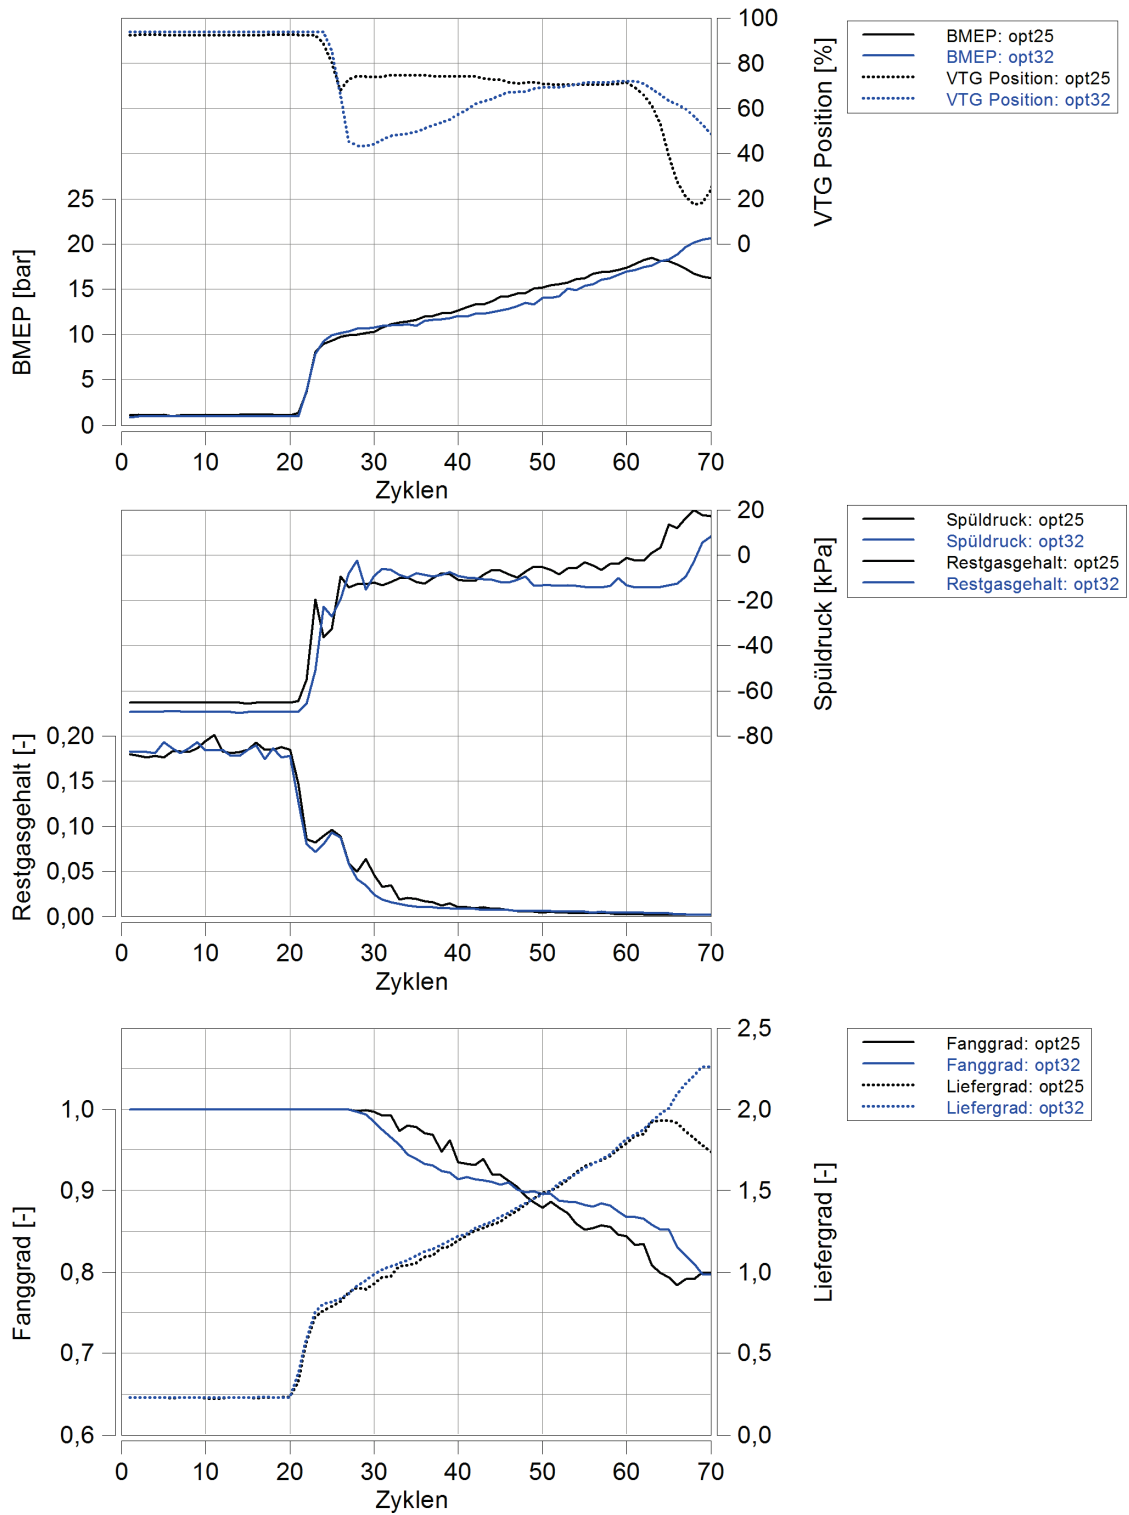 100
80
60
40
20
0
VTG Position [%]
25
20
15
10
5
0
BMEP [bar]
0 10 20 30 40 50 60 70
Zyklen
BMEP: opt25
BMEP: opt32
VTG Position: opt25
VTG Position: opt32
20
0
-20
-40
-60
-80
Spüldruck [kPa]
0,20
0,15
0,10
0,05
0,00
Restgasgehalt [-]
0 10 20 30 40 50 60 70
Zyklen
Spüldruck: opt25
Spüldruck: opt32
Restgasgehalt: opt25
Restgasgehalt: opt32
1,0
0,9
0,8
0,7
0,6
Fanggrad [-]
2,5
2,0
1,5
1,0
0,5
0,0
Liefergrad [-]
0 10 20 30 40 50 60 70
Zyklen
Fanggrad: opt25
Fanggrad: opt32
Liefergrad: opt25
Liefergrad: opt32